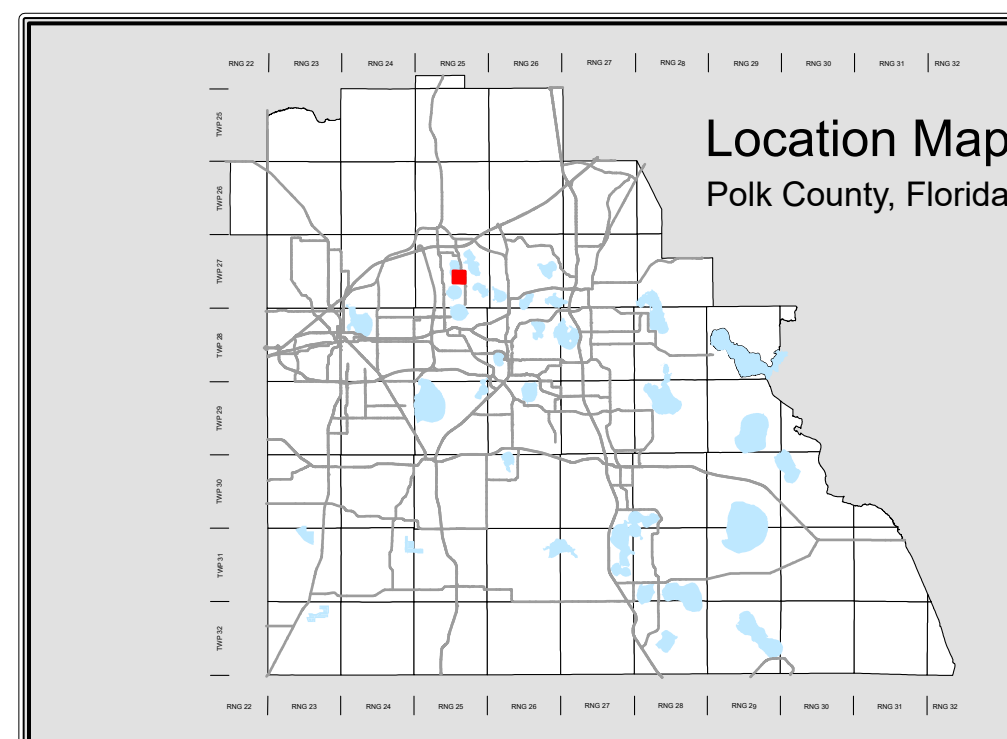 RNG 22 RNG 23 RNG 24 RNG 25 RNG 26 RNG 27 RNG 28 RNG 29 RNG 30 RNG 31 RNG 32
Location Map
Polk County, Florida
TWP 25
TWP 26
TWP 27
TWP 28
TWP 29
TWP 30
TWP 31
TWP 32
RNG 22 RNG 23 RNG 24 RNG 25 RNG 26 RNG 27 RNG 28 RNG 29 RNG 30 RNG 31 RNG 32